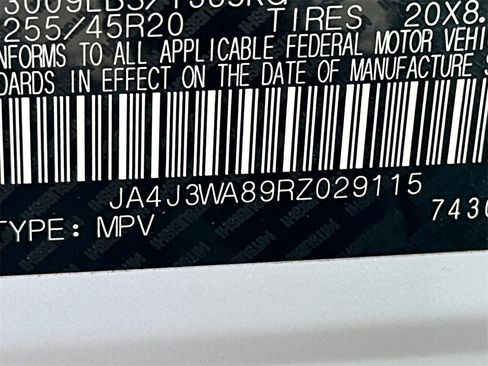 255/45R20 TIRES 20X8.
NFORMS TO ALL APPLICABLE FEDERAL MOTOR VEHI
DARDS IN EFFECT ON THE DATE OF MANUFACTURE S
JA4J3WA89RZ029115
TYPE: MPV 7430